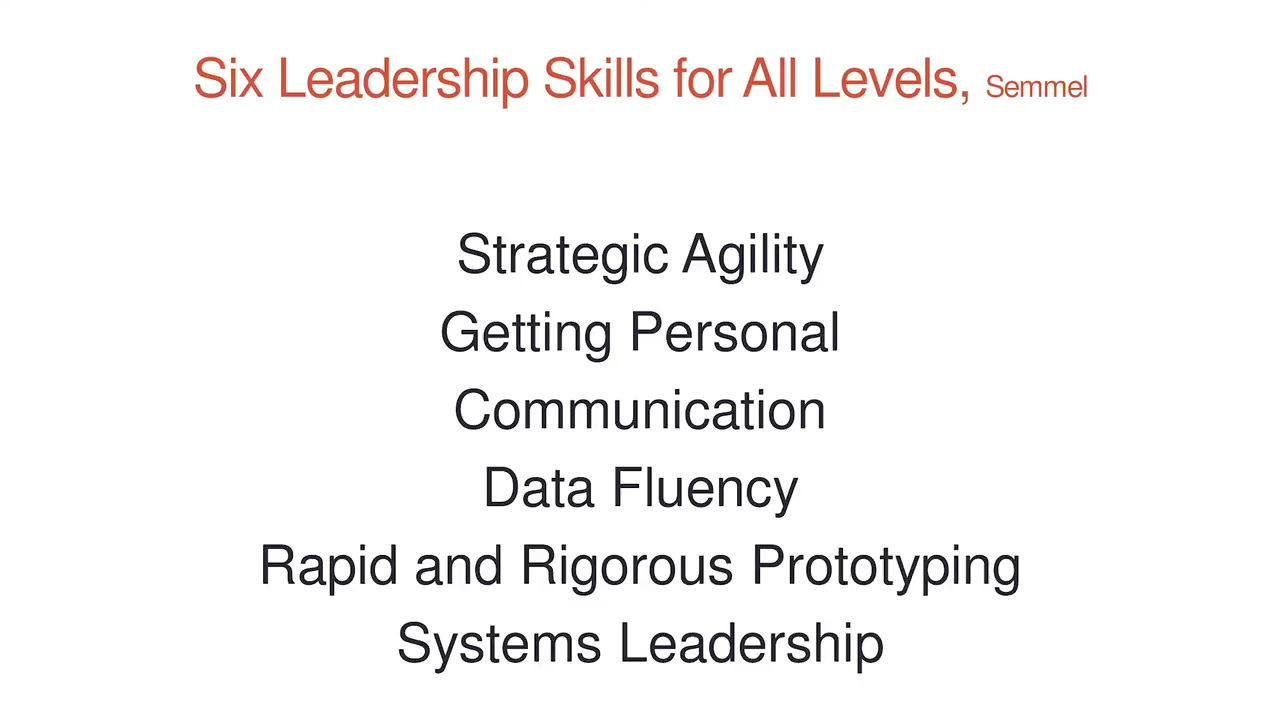 Six Leadership Skills for All Levels, Semmel
Strategic Agility
Getting Personal
Communication
Data Fluency
Rapid and Rigorous Prototyping
Systems Leadership